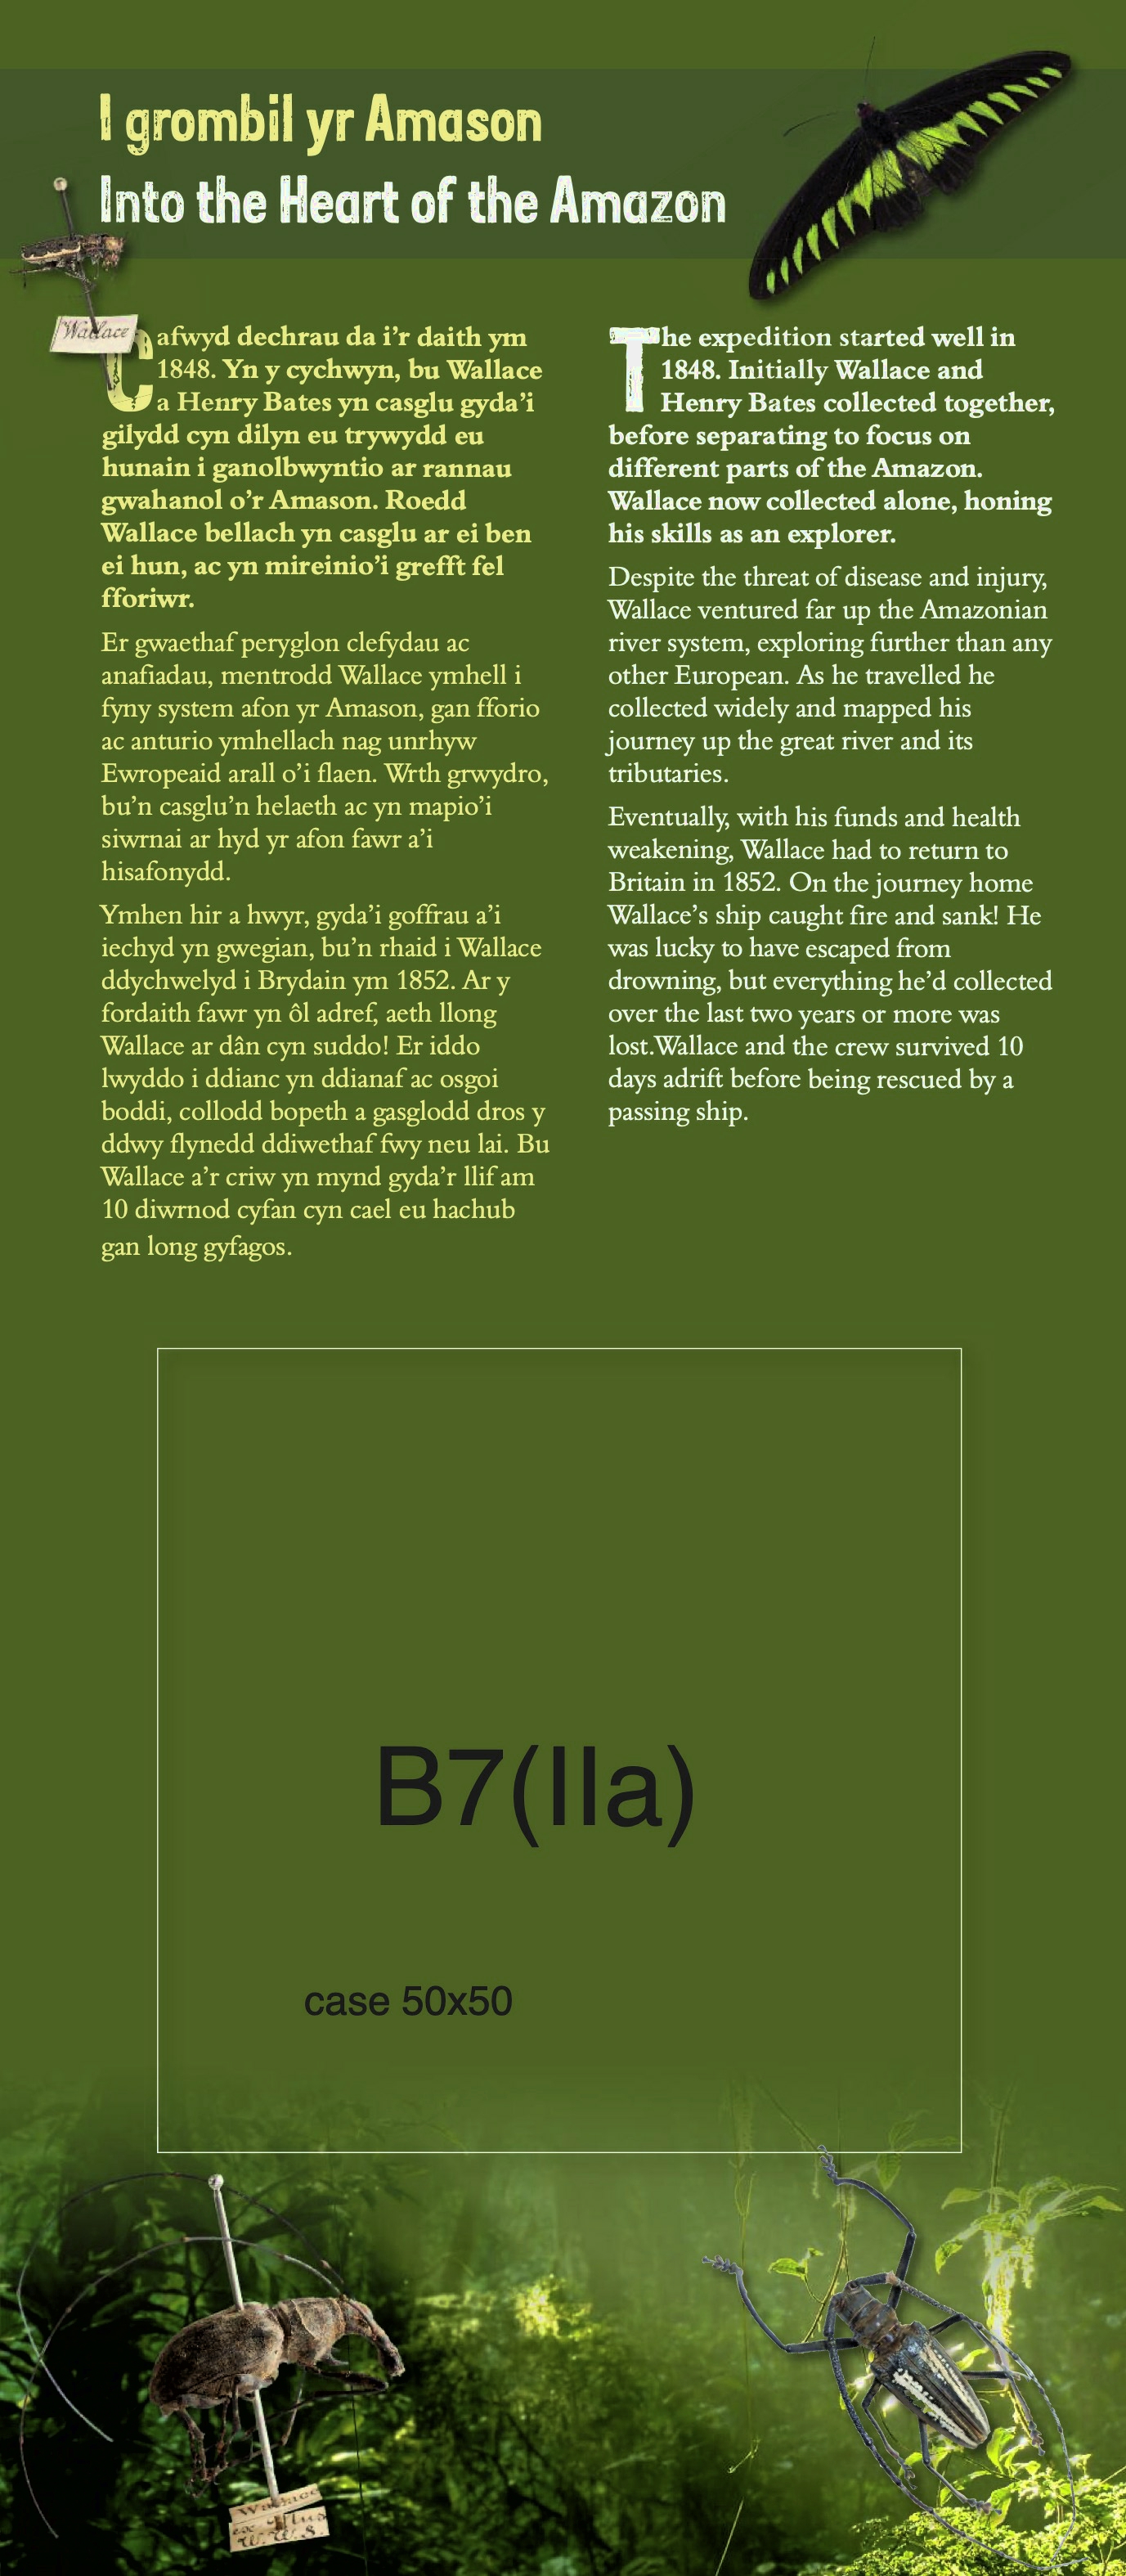 I grombil yr Amason
Into the Heart of the Amazon
Wallace
Cafwyd dechrau da i’r daith ym
1848. Yn y cychwyn, bu Wallace
a Henry Bates yn casglu gyda’i
gilydd cyn dilyn eu trywydd eu
hunain i ganolbwyntio ar rannau
gwahanol o’r Amason. Roedd
Wallace bellach yn casglu ar ei ben
ei hun, ac yn mireinio’i grefft fel
fforiwr.
Er gwaethaf peryglon clefydau ac
anafiadau, mentrodd Wallace ymhell i
fyny system afon yr Amason, gan fforio
ac anturio ymhellach nag unrhyw
Ewropeaid arall o’i flaen. Wrth grwydro,
bu’n casglu’n helaeth ac yn mapio’i
siwrnai ar hyd yr afon fawr a’i
hisafonydd.
Ymhen hir a hwyr, gyda’i goffrau a’i
iechyd yn gwegian, bu’n rhaid i Wallace
ddychwelyd i Brydain ym 1852. Ar y
fordaith fawr yn ôl adref, aeth llong
Wallace ar dân cyn suddo! Er iddo
lwyddo i ddianc yn ddianaf ac osgoi
boddi, collodd bopeth a gasglodd dros y
ddwy flynedd ddiwethaf fwy neu lai. Bu
Wallace a’r criw yn mynd gyda’r llif am
10 diwrnod cyfan cyn cael eu hachub
gan long gyfagos.
The expedition started well in
1848. Initially Wallace and
Henry Bates collected together,
before separating to focus on
different parts of the Amazon.
Wallace now collected alone, honing
his skills as an explorer.
Despite the threat of disease and injury,
Wallace ventured far up the Amazonian
river system, exploring further than any
other European. As he travelled he
collected widely and mapped his
journey up the great river and its
tributaries.
Eventually, with his funds and health
weakening, Wallace had to return to
Britain in 1852. On the journey home
Wallace’s ship caught fire and sank! He
was lucky to have escaped from
drowning, but everything he’d collected
over the last two years or more was
lost.Wallace and the crew survived 10
days adrift before being rescued by a
passing ship.
B7(IIa)
case 50x50
Wallace